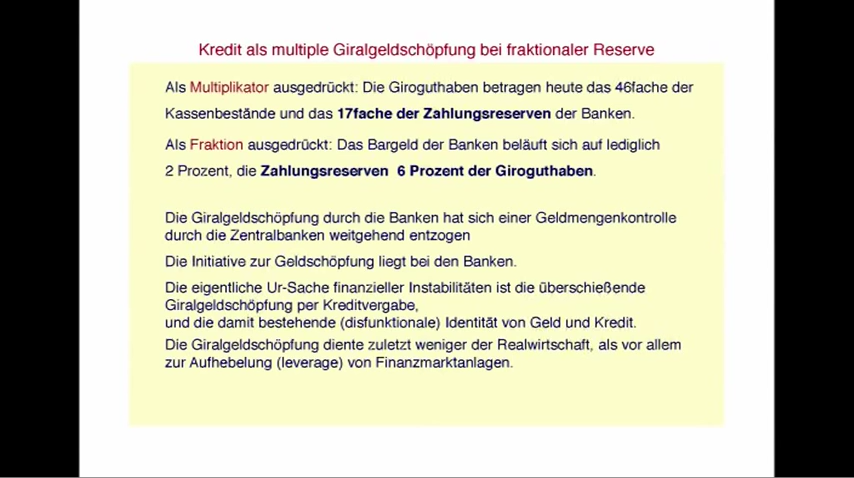 Kredit als multiple Giralgeldschöpfung bei fraktionaler Reserve
Als Multiplikator ausgedrückt: Die Giroguthaben betragen heute das 46fache der
Kassenbestände und das 17fache der Zahlungsreserven der Banken.
Als Fraktion ausgedrückt: Das Bargeld der Banken beläuft sich auf lediglich
2 Prozent, die Zahlungsreserven 6 Prozent der Giroguthaben.
Die Giralgeldschöpfung durch die Banken hat sich einer Geldmengenkontrolle
durch die Zentralbanken weitgehend entzogen
Die Initiative zur Geldschöpfung liegt bei den Banken.
Die eigentliche Ur-Sache finanzieller Instabilitäten ist die überschießende
Giralgeldschöpfung per Kreditvergabe,
und die damit bestehende (disfunktionale) Identität von Geld und Kredit.
Die Giralgeldschöpfung diente zuletzt weniger der Realwirtschaft, als vor allem
zur Aufhebelung (leverage) von Finanzmarktanlagen.